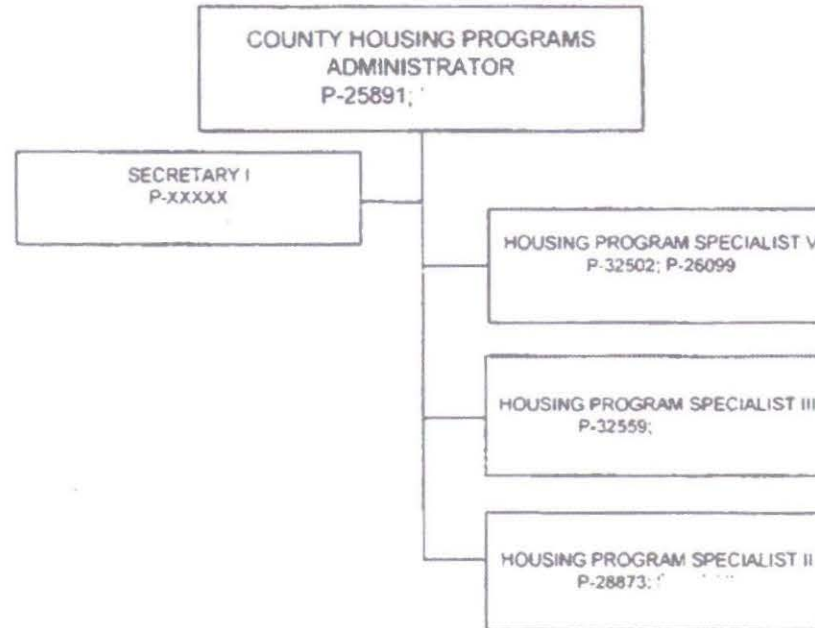 COUNTY HOUSING PROGRAMS
ADMINISTRATOR
P-25891;
SECRETARY I
P-XXXXX
HOUSING PROGRAM SPECIALIST V
P-32502; P-26099
HOUSING PROGRAM SPECIALIST III
P-32559;
HOUSING PROGRAM SPECIALIST II
P-28873;